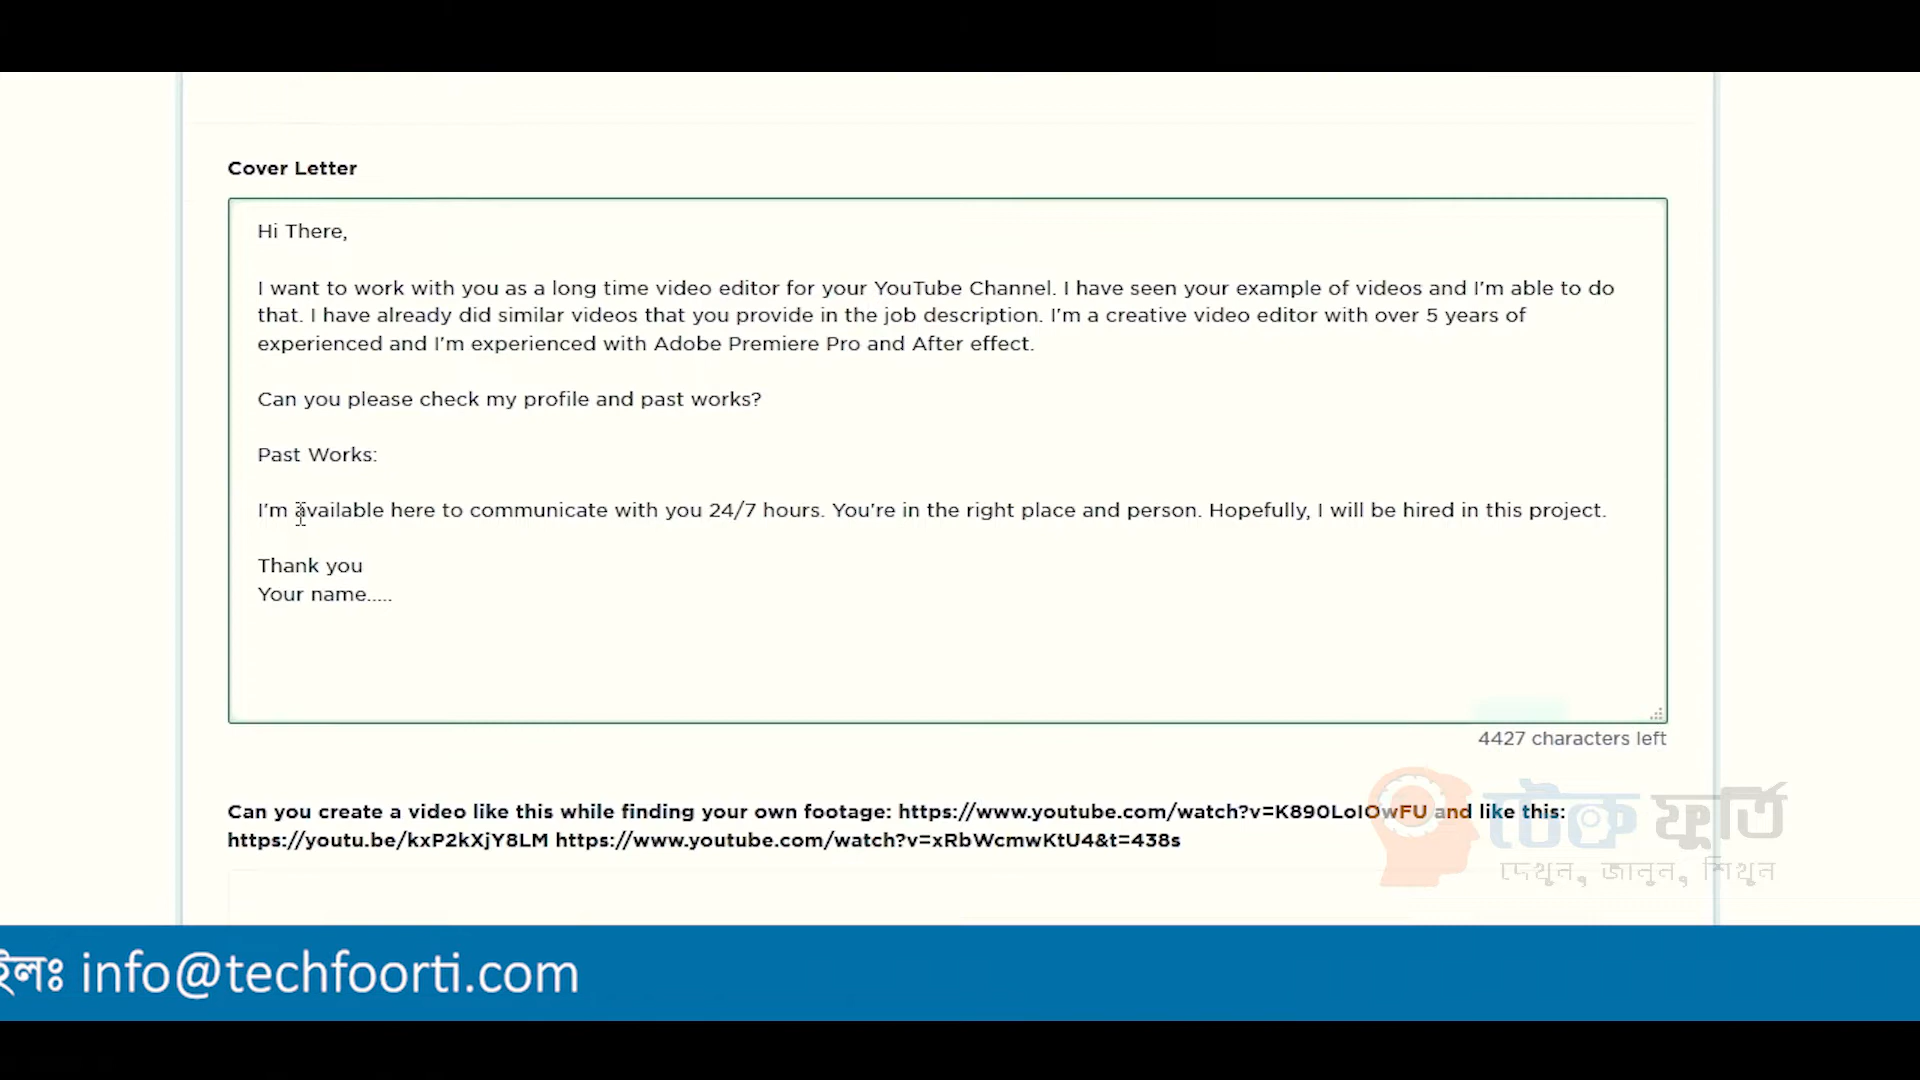 Cover Letter
Hi There,
I want to work with you as a long time video editor for your YouTube Channel. I have seen your example of videos and I'm able to do
that. I have already did similar videos that you provide in the job description. I'm a creative video editor with over 5 years of
experienced and I'm experienced with Adobe Premiere Pro and After effect.
Can you please check my profile and past works?
Past Works:
I'm available here to communicate with you 24/7 hours. You're in the right place and person. Hopefully, I will be hired in this project.
Thank you
Your name.....
4427 characters left
Can you create a video like this while finding your own footage: https://www.youtube.com/watch?v=K890LoIOwFU and like this:
https://youtu.be/kxP2kXjY8LM https://www.youtube.com/watch?v=xRbWcmwKtU4&t=438s
টেক ফুর্তি
দেখুন, জানুন, শিখুন
info@techfoorti.com